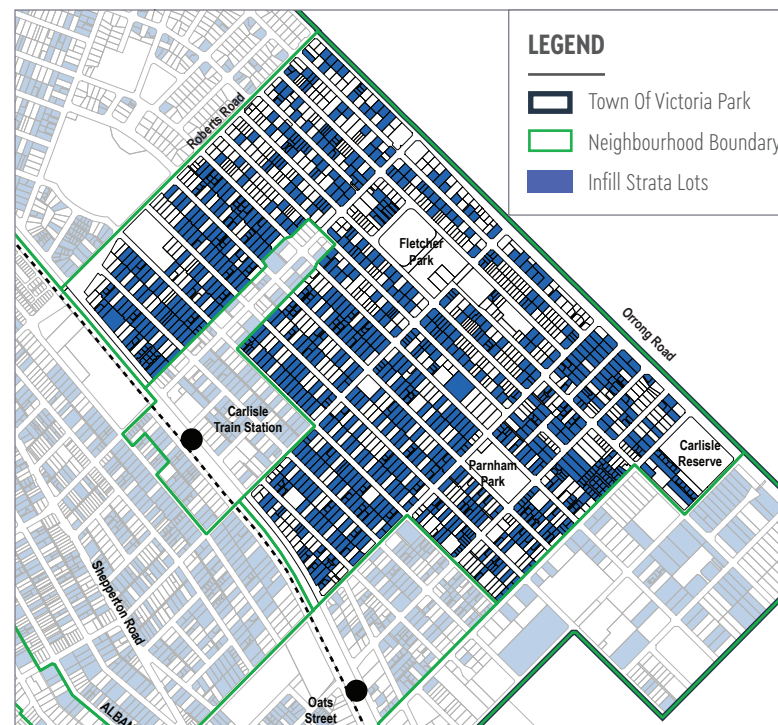 LEGEND
Town Of Victoria Park
Neighbourhood Boundary
Infill Strata Lots
Roberts Road
Fletcher
Park
Orrong Road
Carlisle
Train Station
Carlisle
Reserve
Parnham
Park
Shepperton Road
ALBAN
Oats
Street